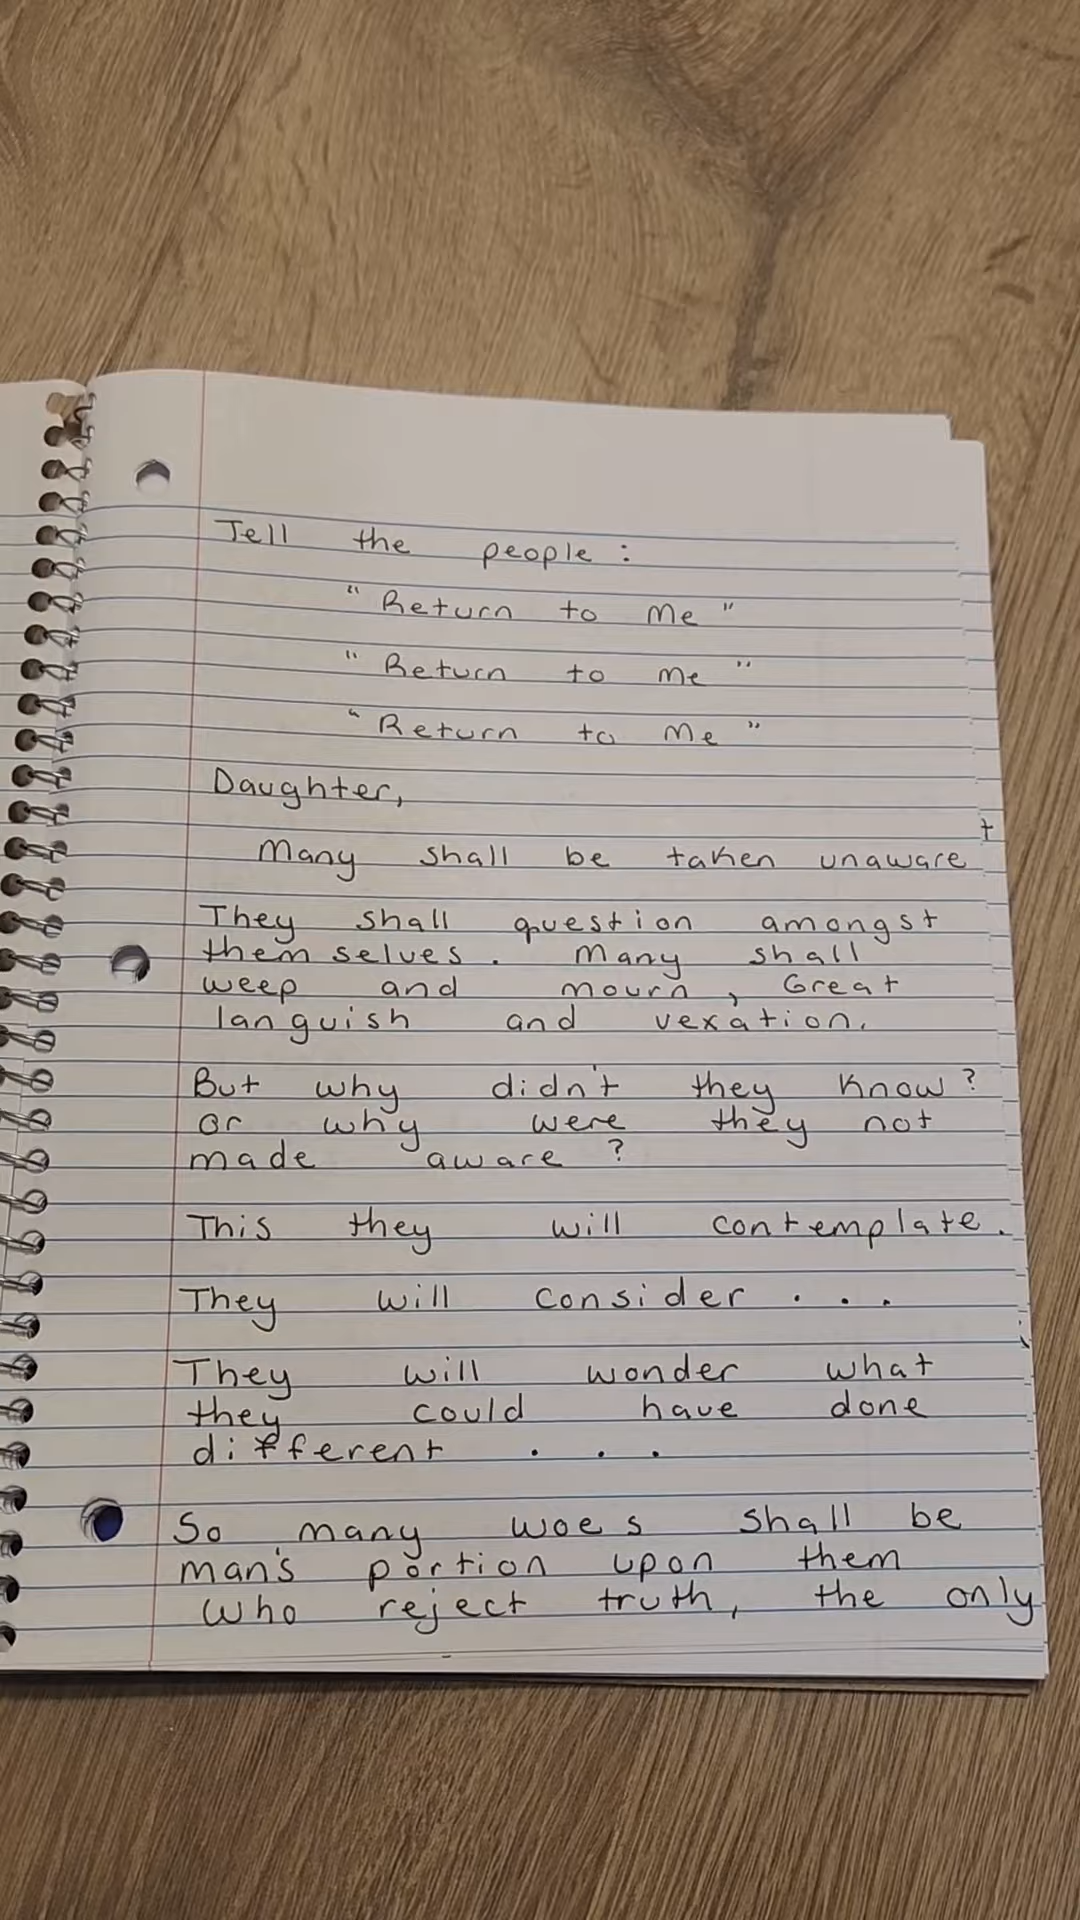 Tell the people:
"Return to Me"
"Return to Me"
"Return to Me"
Daughter,
Many shall be taken unaware
They shall question amongst
themselves. Many shall
weep and mourn, Great
languish and vexation.
But why didn't they know?
or why were they not
made aware?
This they will contemplate.
They will consider...
They will wonder what
they could have done
different...
So many woes shall be
man's portion upon them
who reject truth, the only